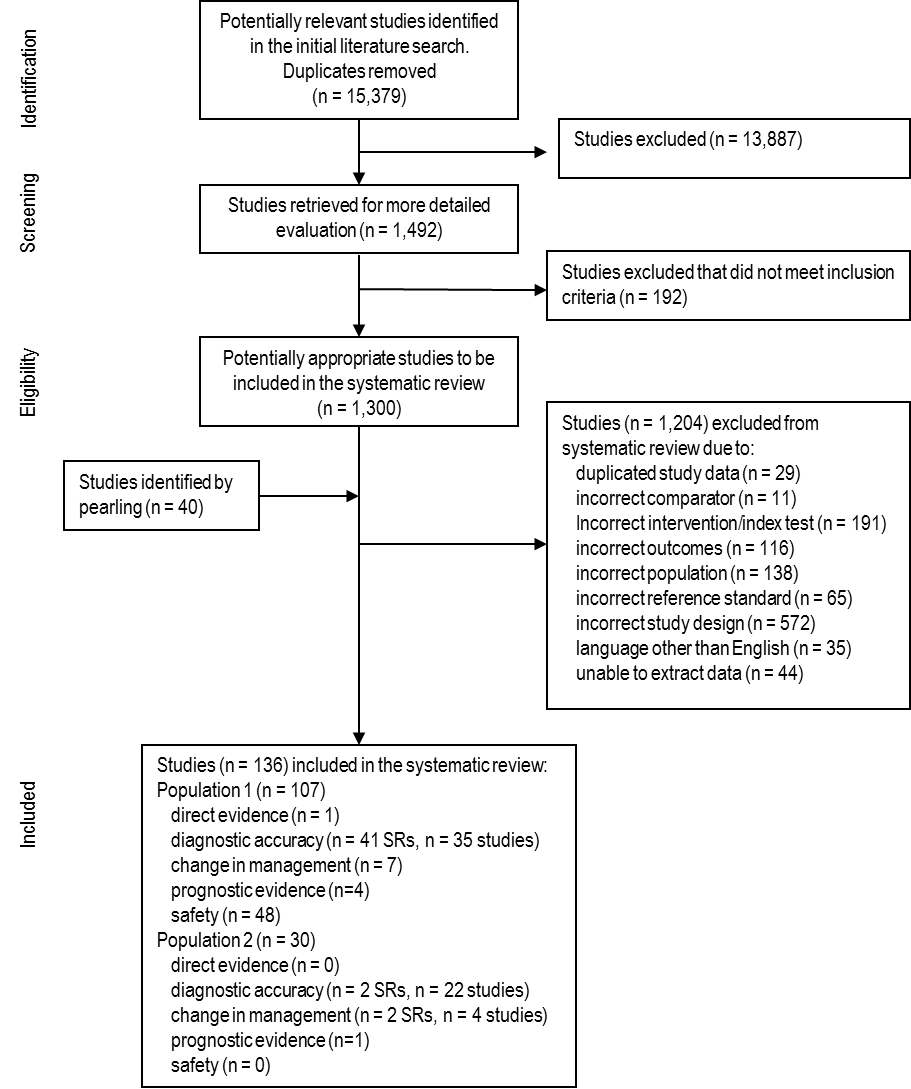 Identification
Potentially relevant studies identified
in the initial literature search.
Duplicates removed
(n = 15,379)
Studies excluded (n = 13,887)
Screening
Studies retrieved for more detailed
evaluation (n = 1,492)
Studies excluded that did not meet inclusion
criteria (n = 192)
Eligibility
Potentially appropriate studies to be
included in the systematic review
(n = 1,300)
Studies identified by
pearling (n = 40)
Studies (n = 1,204) excluded from
systematic review due to:
duplicated study data (n = 29)
incorrect comparator (n = 11)
Incorrect intervention/index test (n = 191)
incorrect outcomes (n = 116)
incorrect population (n = 138)
incorrect reference standard (n = 65)
incorrect study design (n = 572)
language other than English (n = 35)
unable to extract data (n = 44)
Included
Studies (n = 136) included in the systematic review:
Population 1 (n = 107)
direct evidence (n = 1)
diagnostic accuracy (n = 41 SRs, n = 35 studies)
change in management (n = 7)
prognostic evidence (n=4)
safety (n = 48)
Population 2 (n = 30)
direct evidence (n = 0)
diagnostic accuracy (n = 2 SRs, n = 22 studies)
change in management (n = 2 SRs, n = 4 studies)
prognostic evidence (n=1)
safety (n = 0)